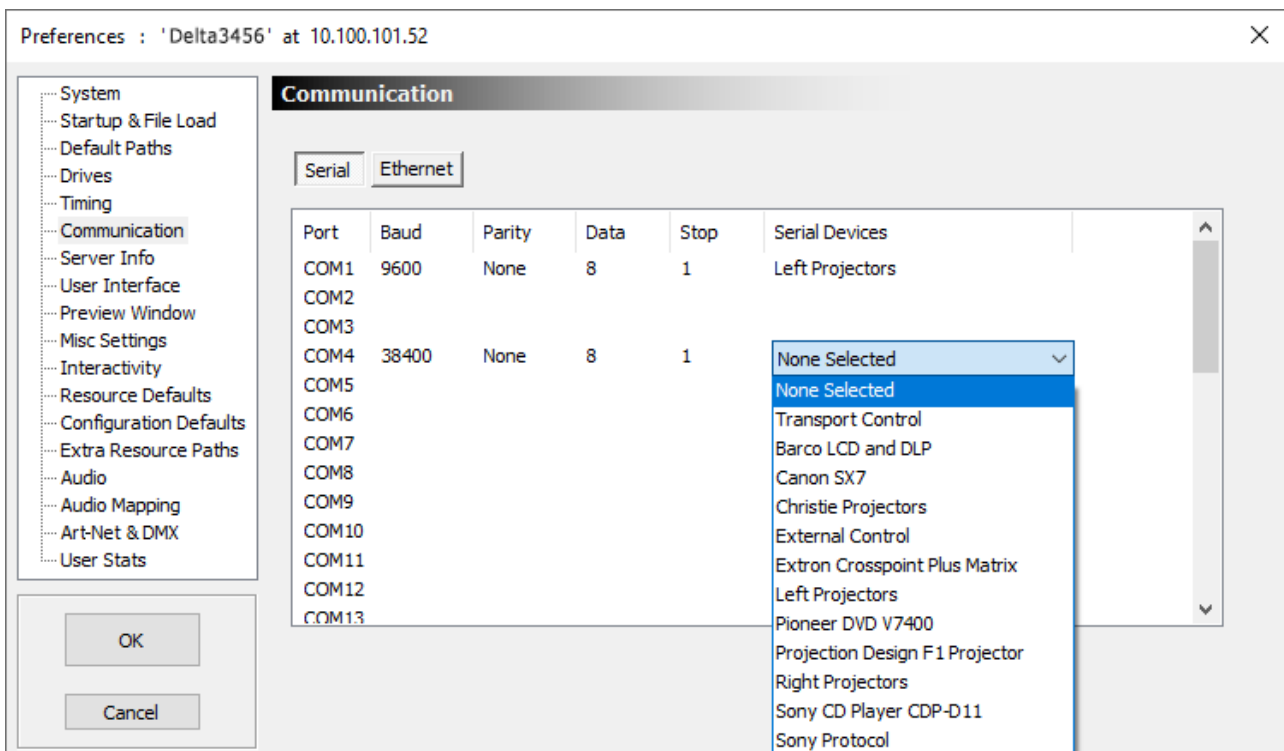 Preferences : 'Delta3456' at 10.100.101.52
System
Startup & File Load
Default Paths
Drives
Timing
Communication
Server Info
User Interface
Preview Window
Misc Settings
Interactivity
Resource Defaults
Configuration Defaults
Extra Resource Paths
Audio
Audio Mapping
Art-Net & DMX
User Stats
OK
Cancel
Communication
Serial Ethernet
Port Baud Parity Data Stop Serial Devices
COM1 9600 None 8 1 Left Projectors
COM2
COM3
COM4 38400 None 8 1 None Selected
COM5
COM6
COM7
COM8
COM9
COM10
COM11
COM12
COM13
None Selected
Transport Control
Barco LCD and DLP
Canon SX7
Christie Projectors
External Control
Extron Crosspoint Plus Matrix
Left Projectors
Pioneer DVD V7400
Projection Design F1 Projector
Right Projectors
Sony CD Player CDP-D11
Sony Protocol